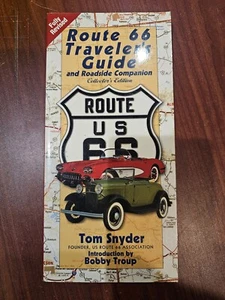 Fully
Revised
Route 66
Traveler's
Guide
and Roadside Companion
Collector's Edition
ROUTE
US
66
Tom Snyder
FOUNDER, US ROUTE 66 ASSOCIATION
Introduction by
Bobby Troup